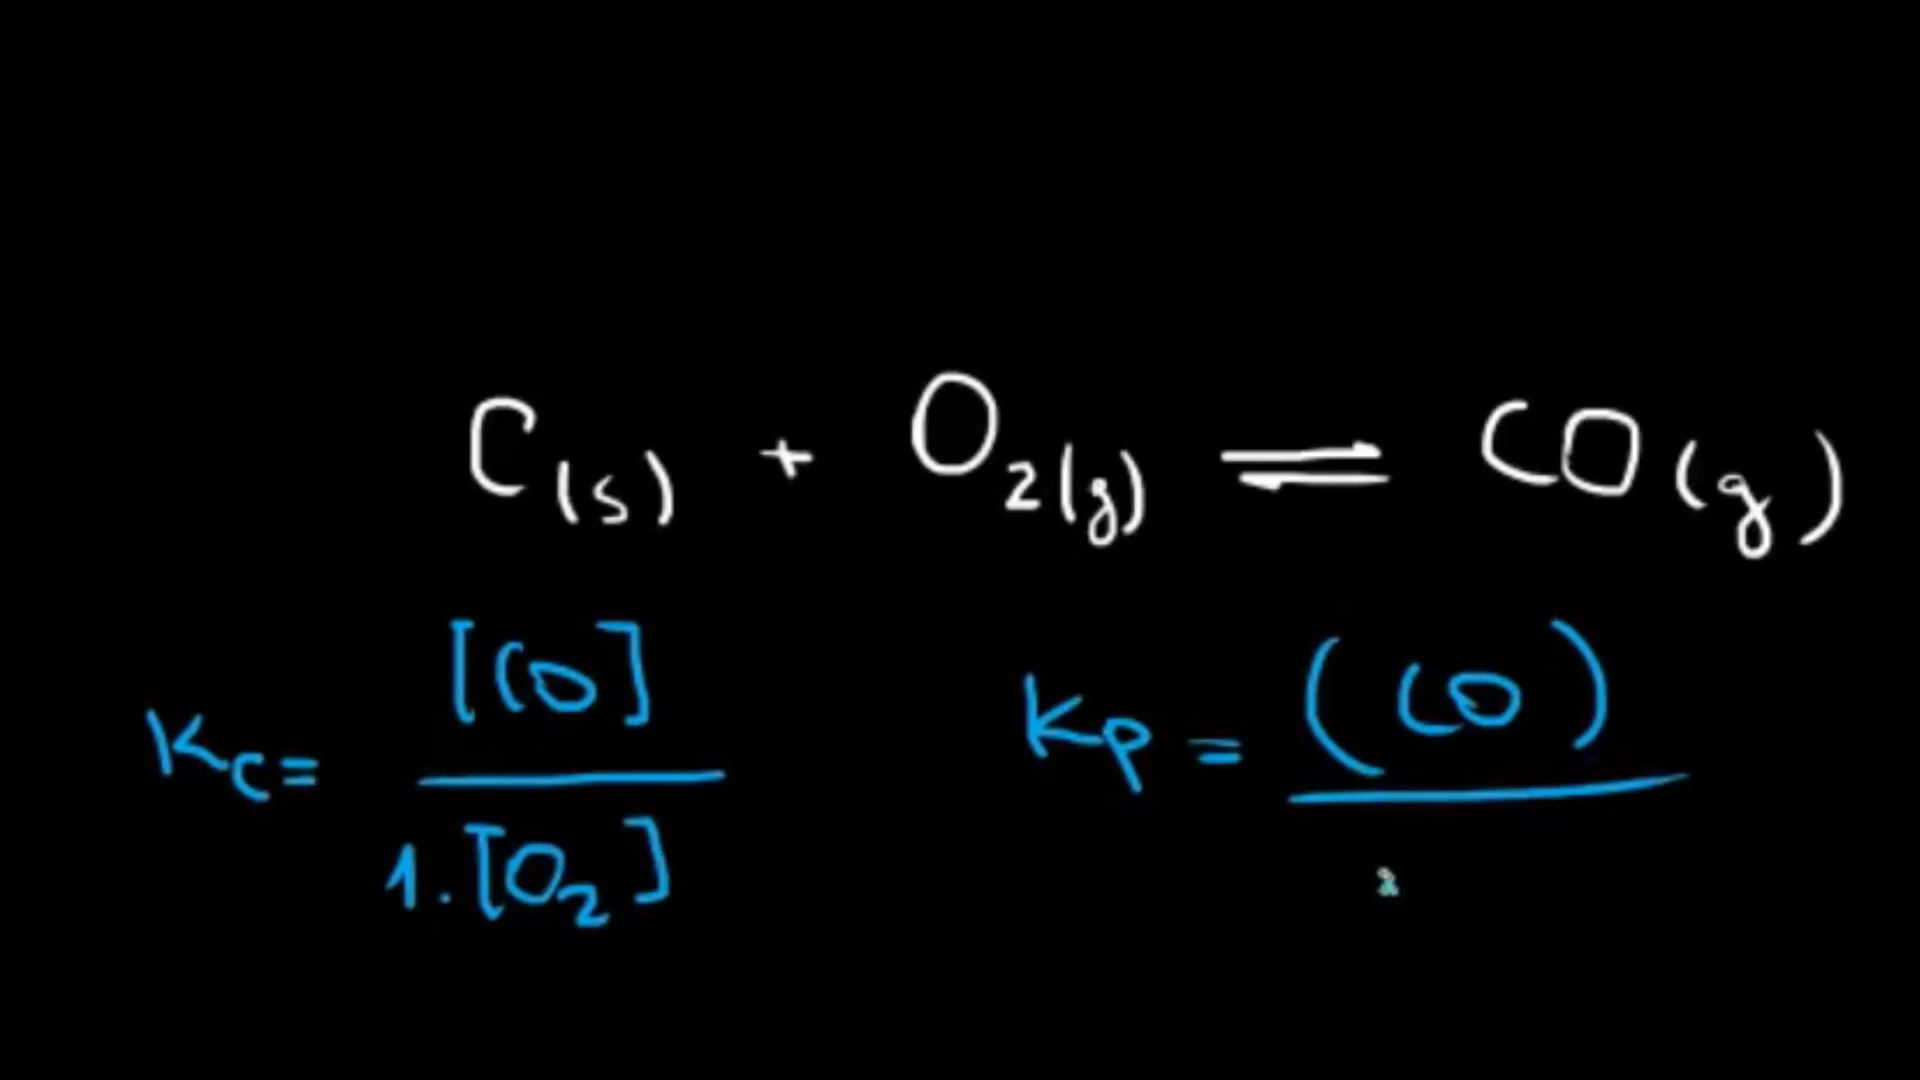 C(s) + O₂(g) ⇌ CO(g)
Kc = [CO] / 1.[O₂]
Kp = (CO) /